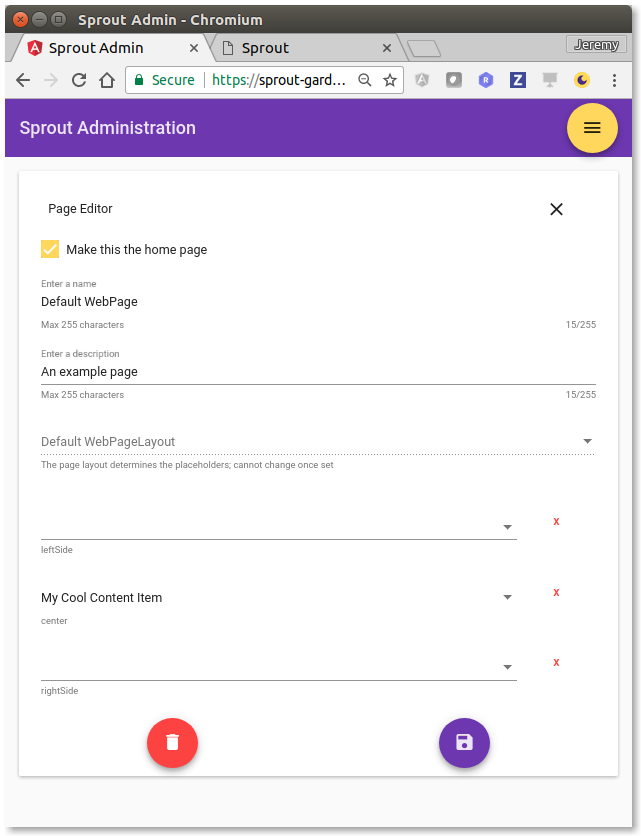 Sprout Admin - Chromium
Sprout Admin
Sprout
Jeremy
Secure
https://sprout-gard...
Sprout Administration
Page Editor
Make this the home page
Enter a name
Default WebPage
Max 255 characters
15/255
Enter a description
An example page
Max 255 characters
15/255
Default WebPageLayout
The page layout determines the placeholders; cannot change once set
x
leftSide
My Cool Content Item
x
center
x
rightSide